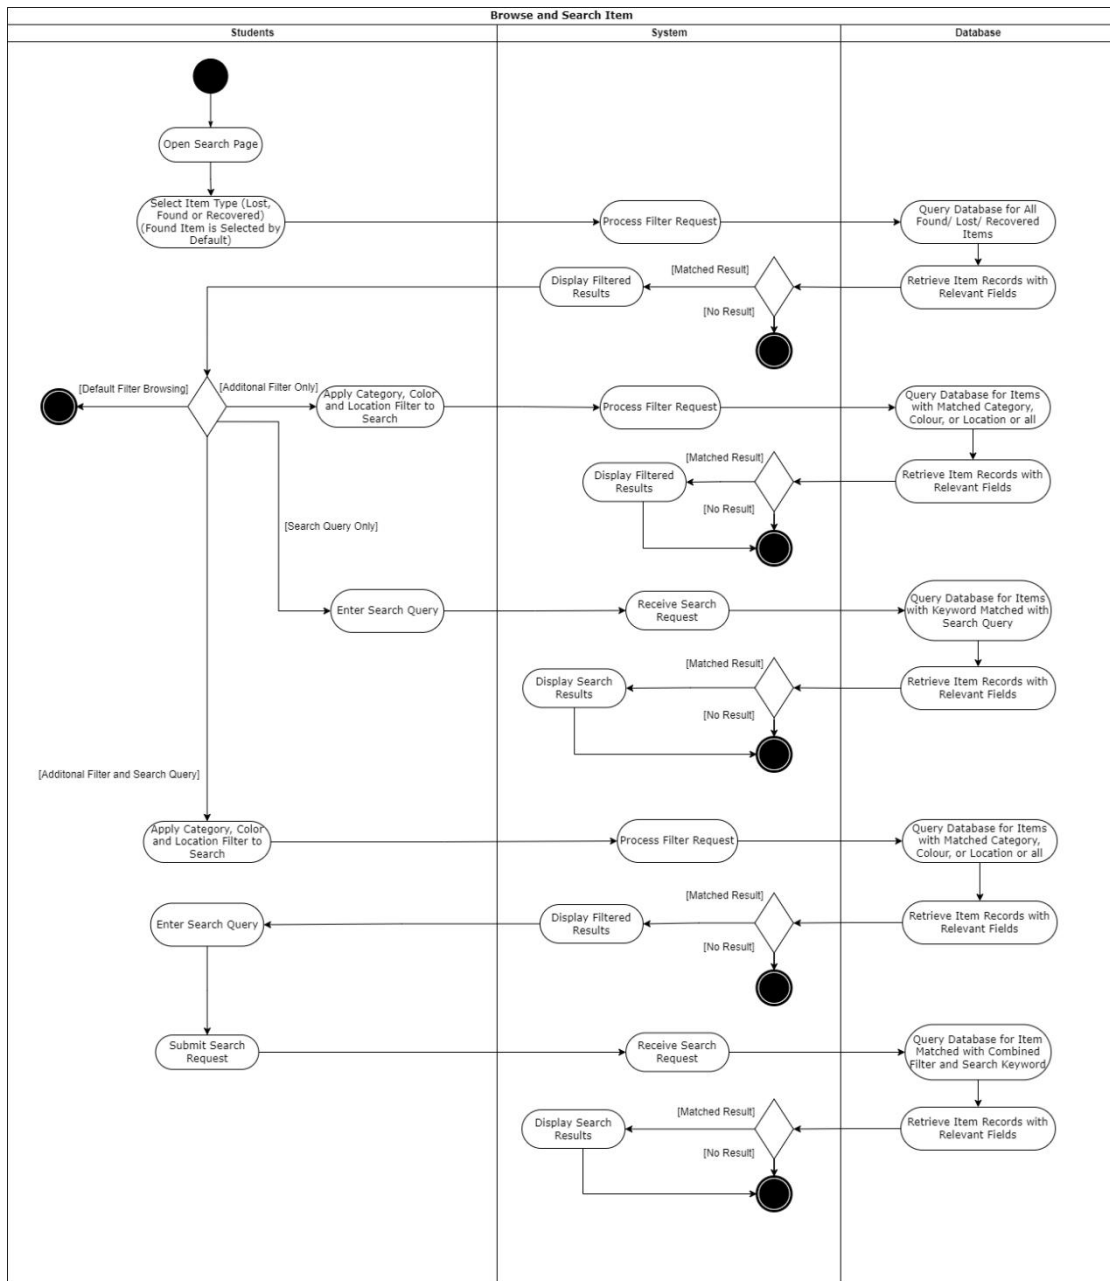 Browse and Search Item
Students
System
Database
Open Search Page
Select Item Type (Lost,
Found or Recovered)
(Found Item is Selected by
Default)
Process Filter Request
Query Database for All
Found/ Lost/ Recovered
Items
Retrieve Item Records with
Relevant Fields
[Matched Result]
Display Filtered
Results
[No Result]
[Default Filter Browsing]
[Additonal Filter Only]
Apply Category, Color
and Location Filter to
Search
Process Filter Request
Query Database for Items
with Matched Category,
Colour, or Location or all
Retrieve Item Records with
Relevant Fields
[Matched Result]
Display Filtered
Results
[No Result]
[Search Query Only]
Enter Search Query
Receive Search
Request
Query Database for Items
with Keyword Matched with
Search Query
Retrieve Item Records with
Relevant Fields
[Matched Result]
Display Search
Results
[No Result]
[Additonal Filter and Search Query]
Apply Category, Color
and Location Filter to
Search
Process Filter Request
Query Database for Items
with Matched Category,
Colour, or Location or all
Retrieve Item Records with
Relevant Fields
[Matched Result]
Display Filtered
Results
[No Result]
Enter Search Query
Submit Search
Request
Receive Search
Request
Query Database for Item
Matched with Combined
Filter and Search Keyword
Retrieve Item Records with
Relevant Fields
[Matched Result]
Display Search
Results
[No Result]